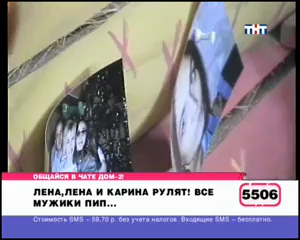 ТНТ
ОБЩАЙСЯ В ЧАТЕ ДОМ-2!
ЛЕНА,ЛЕНА И КАРИНА РУЛЯТ! ВСЕ
МУЖИКИ ПИП...
5506
Стоимость SMS – 59,70 р. без учета налогов. Входящие SMS – бесплатно.